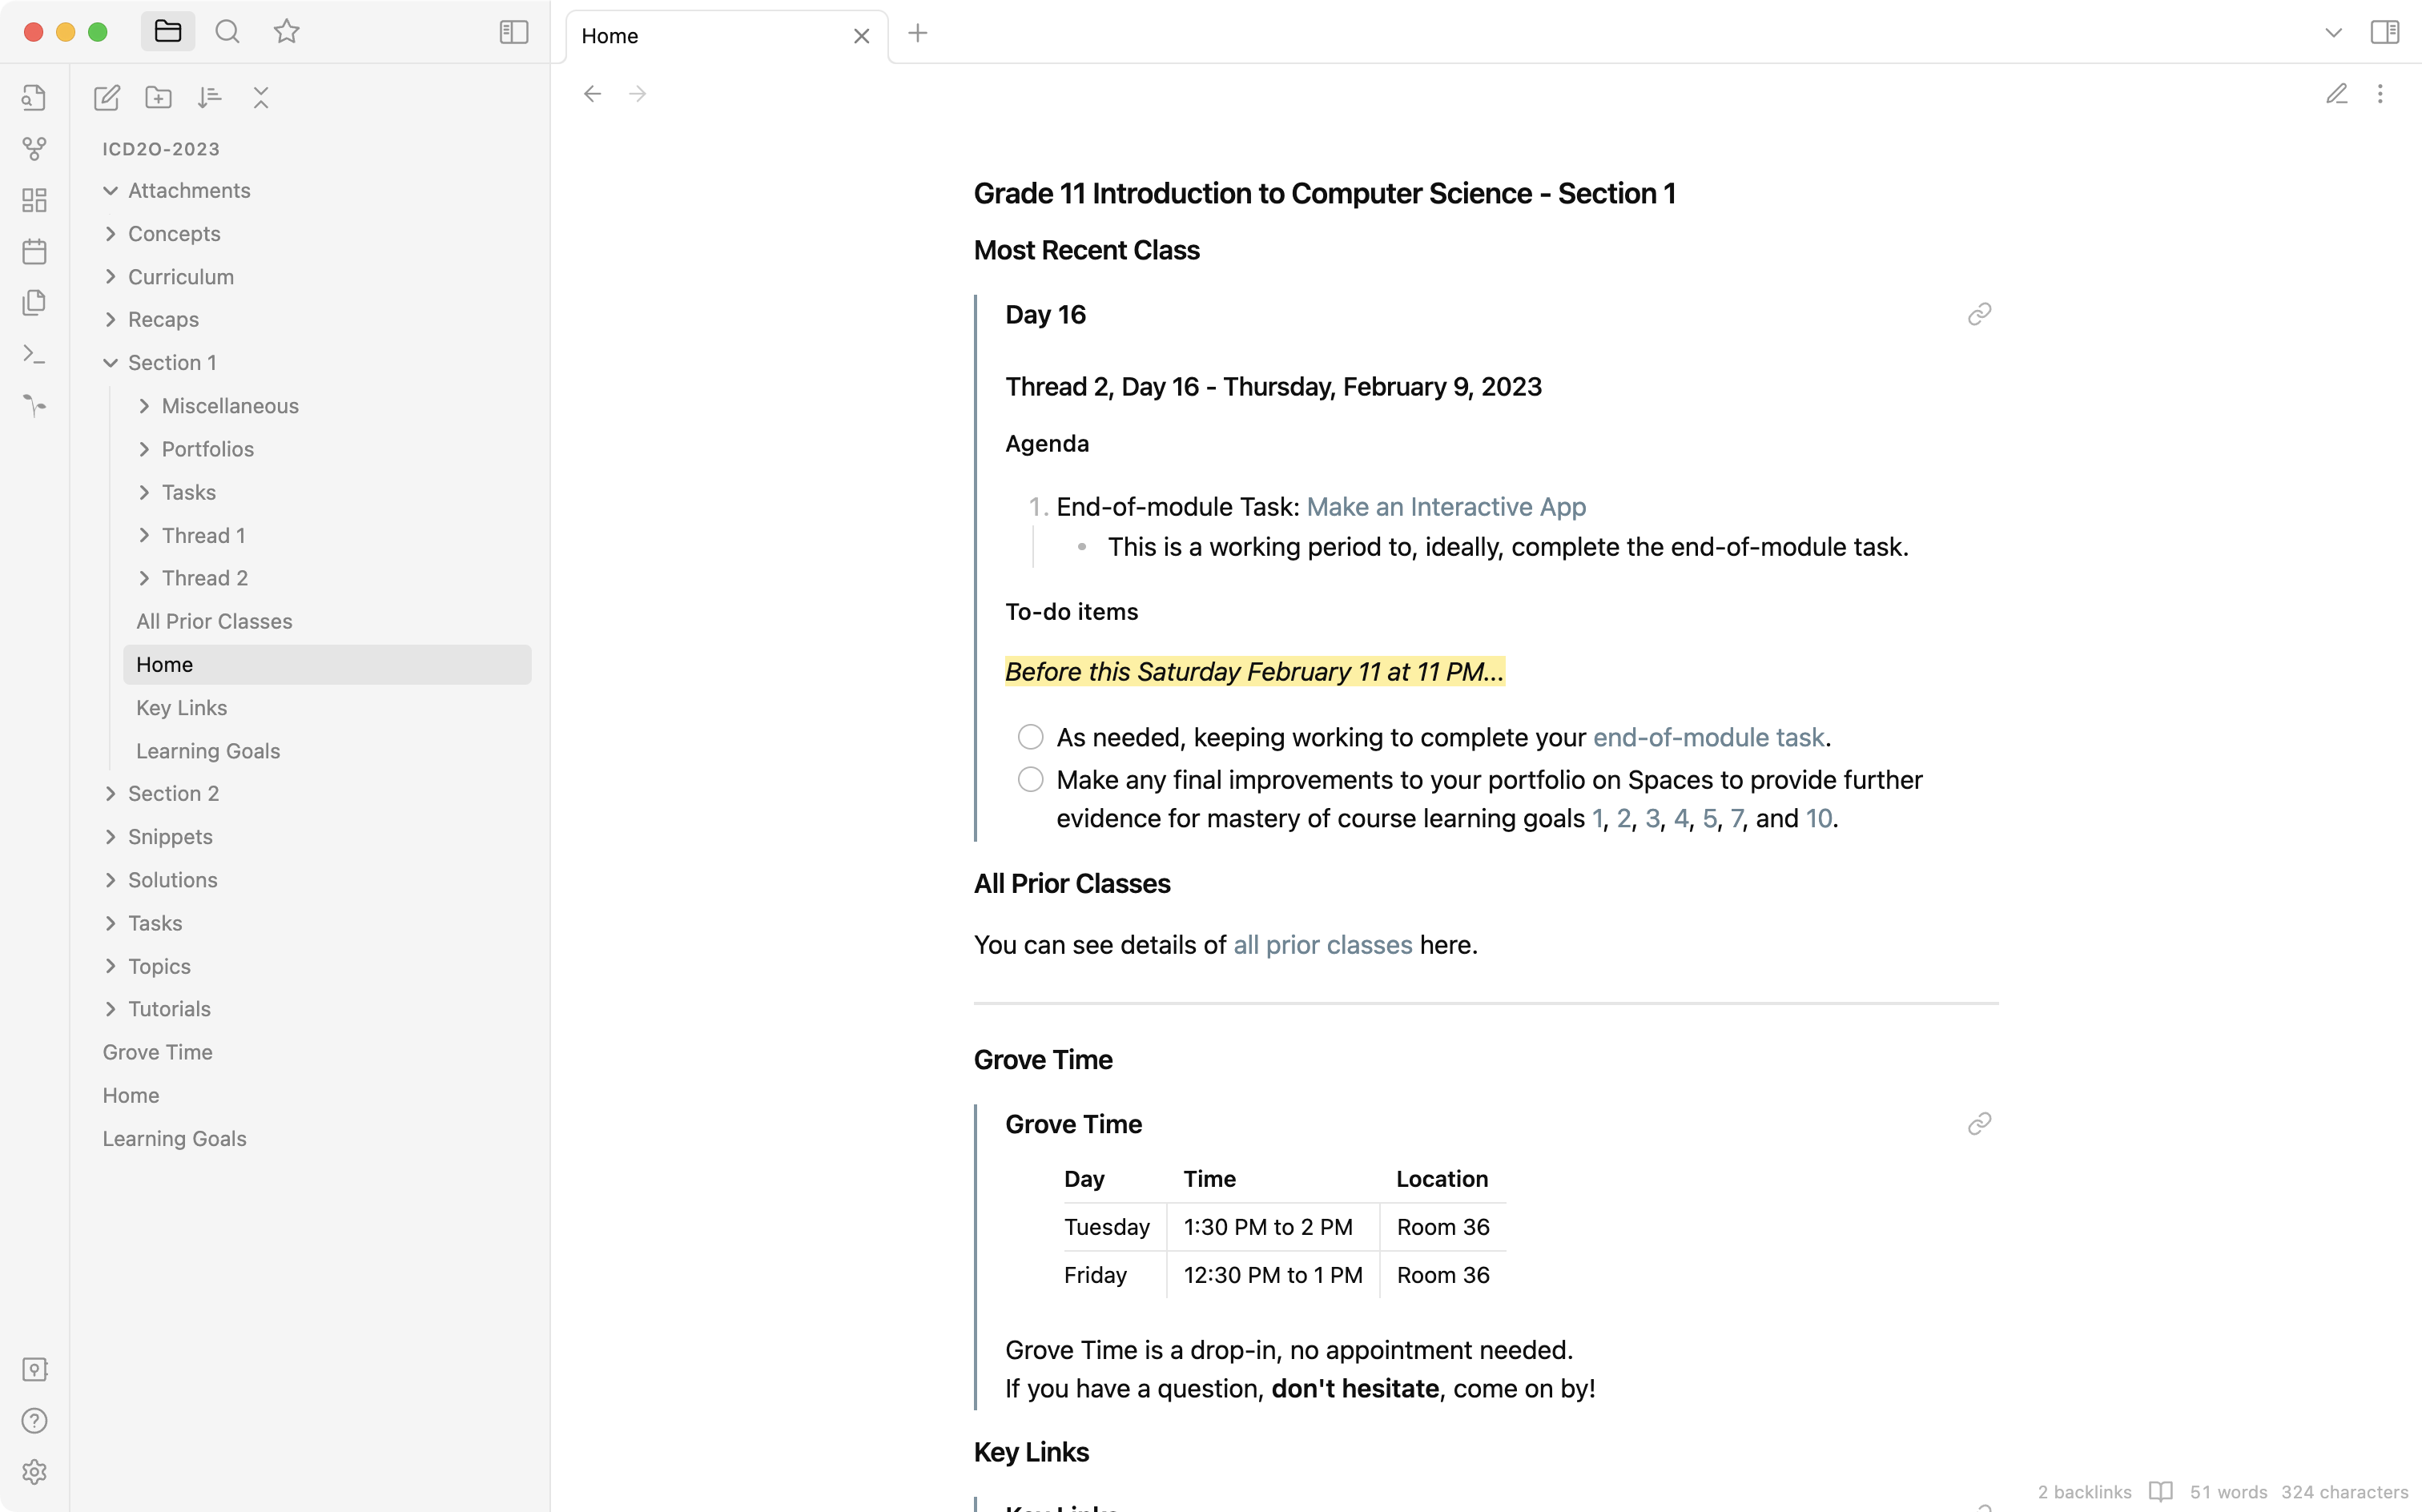 Home
ICD2O-2023
Attachments
Concepts
Curriculum
Recaps
Section 1
Miscellaneous
Portfolios
Tasks
Thread 1
Thread 2
All Prior Classes
Home
Key Links
Learning Goals
Section 2
Snippets
Solutions
Tasks
Topics
Tutorials
Grove Time
Home
Learning Goals
Grade 11 Introduction to Computer Science - Section 1
Most Recent Class
Day 16
Thread 2, Day 16 - Thursday, February 9, 2023
Agenda
1. End-of-module Task: Make an Interactive App
• This is a working period to, ideally, complete the end-of-module task.
To-do items
Before this Saturday February 11 at 11 PM...
As needed, keeping working to complete your end-of-module task.
Make any final improvements to your portfolio on Spaces to provide further
evidence for mastery of course learning goals 1, 2, 3, 4, 5, 7, and 10.
All Prior Classes
You can see details of all prior classes here.
Grove Time
Grove Time
Day Time Location
Tuesday 1:30 PM to 2 PM Room 36
Friday 12:30 PM to 1 PM Room 36
Grove Time is a drop-in, no appointment needed.
If you have a question, don't hesitate, come on by!
Key Links
Key Links
2 backlinks 51 words 324 characters